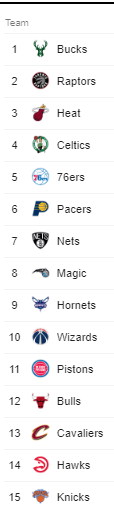 Team
1 Bucks
2 Raptors
3 Heat
4 Celtics
5 76ers
6 Pacers
7 Nets
8 Magic
9 Hornets
10 Wizards
11 Pistons
12 Bulls
13 Cavaliers
14 Hawks
15 Knicks